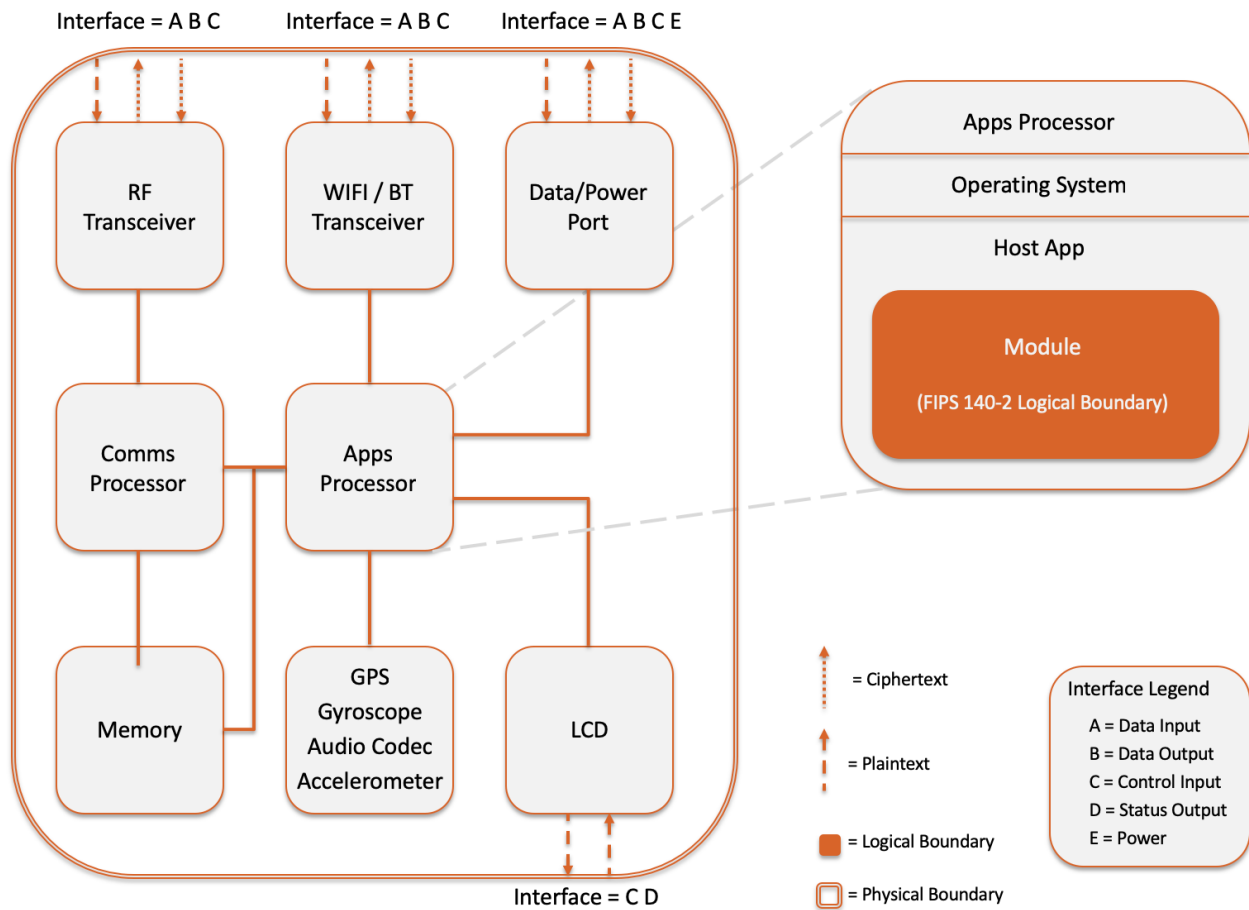 Interface = A B C
Interface = A B C
Interface = A B C E
RF
Transceiver
WIFI / BT
Transceiver
Data/Power
Port
Comms
Processor
Apps
Processor
Memory
GPS
Gyroscope
Audio Codec
Accelerometer
LCD
Interface = C D
Apps Processor
Operating System
Host App
Module
(FIPS 140-2 Logical Boundary)
= Ciphertext
= Plaintext
= Logical Boundary
= Physical Boundary
Interface Legend
A = Data Input
B = Data Output
C = Control Input
D = Status Output
E = Power